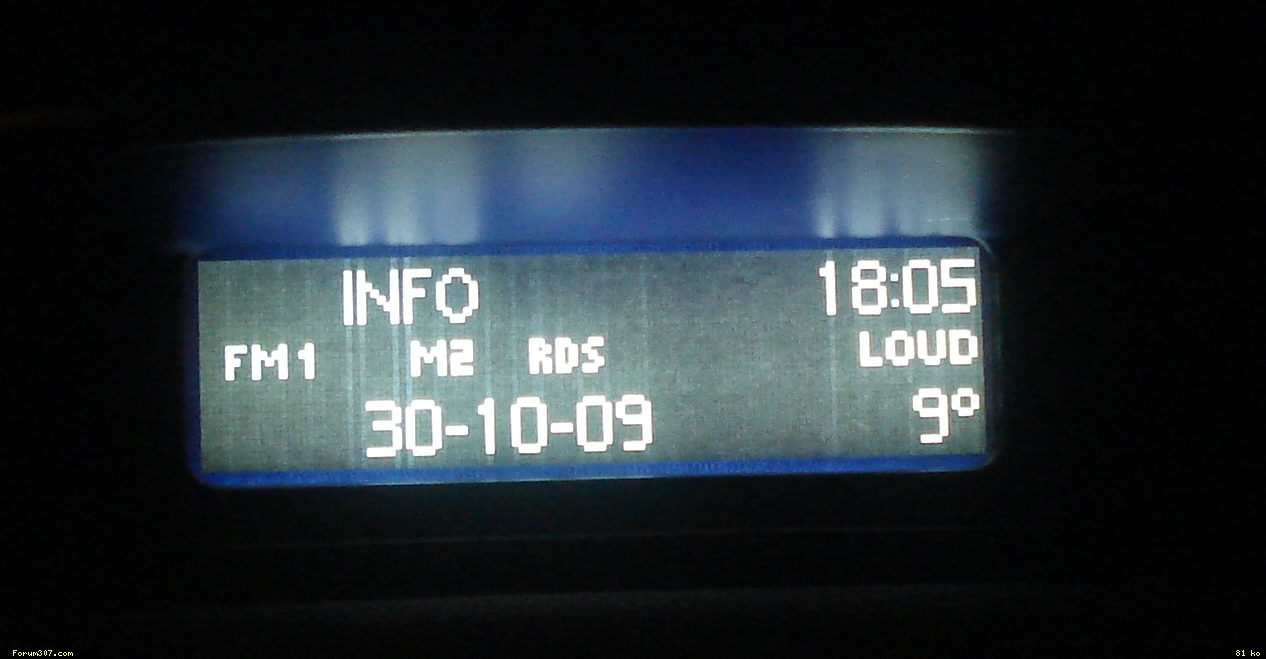 INFO 18:05
FM1 M2 RDS LOUD
30-10-09 9°
Forum307.com 81 ko